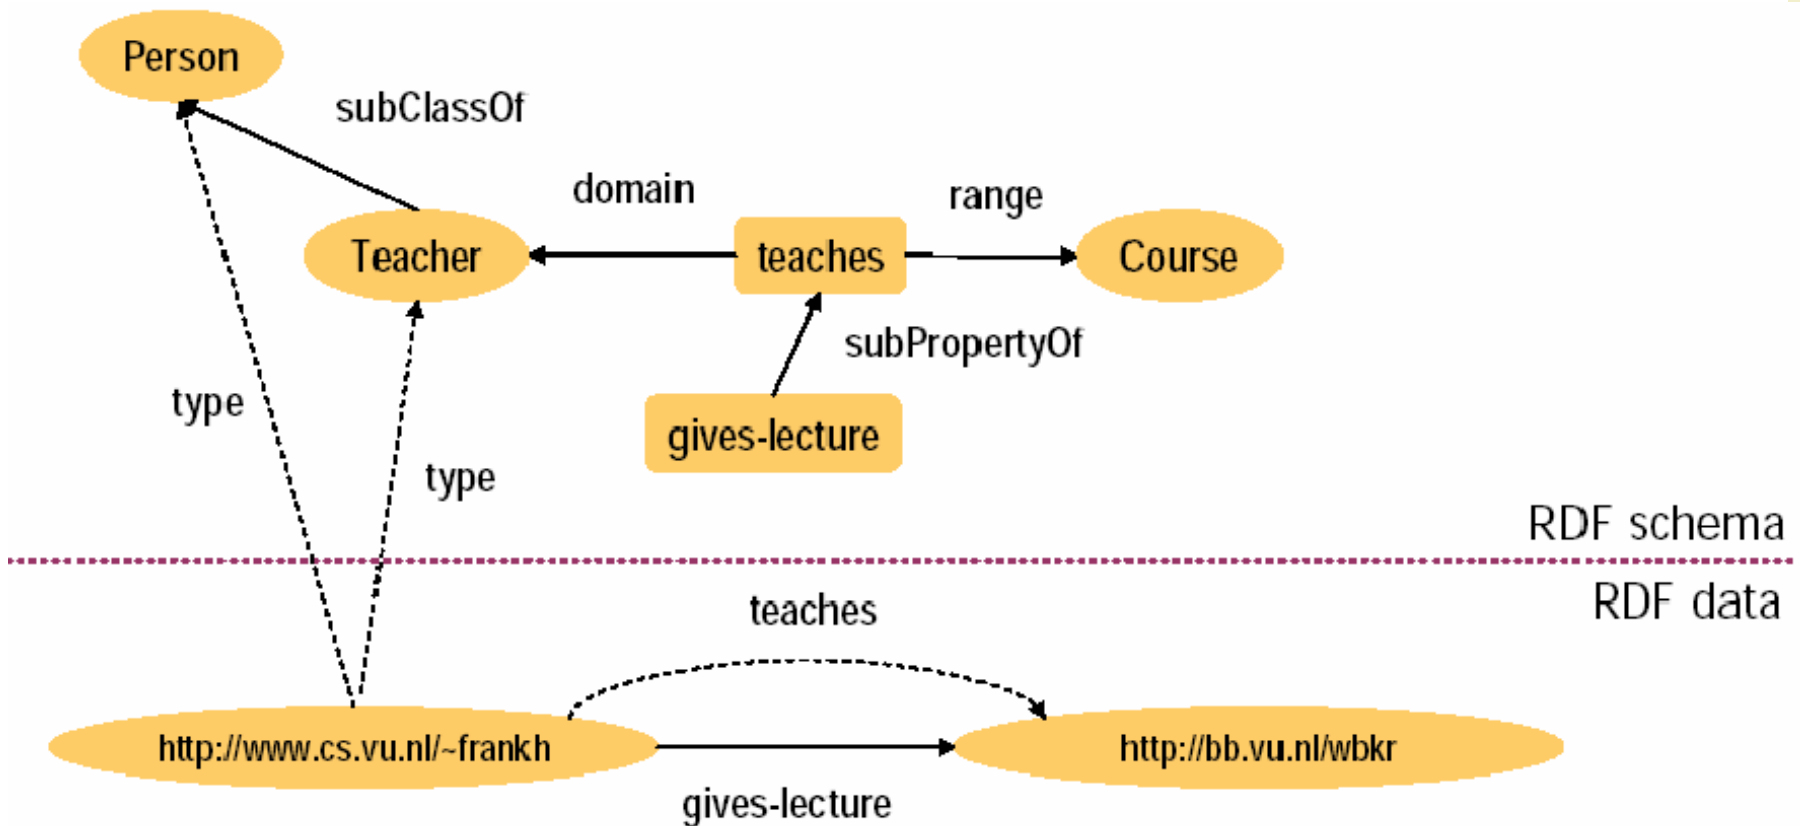 Person
subClassOf
domain
range
Teacher
teaches
Course
subPropertyOf
type
gives-lecture
type
RDF schema
RDF data
teaches
http://www.cs.vu.nl/~frankh
http://bb.vu.nl/wbkr
gives-lecture